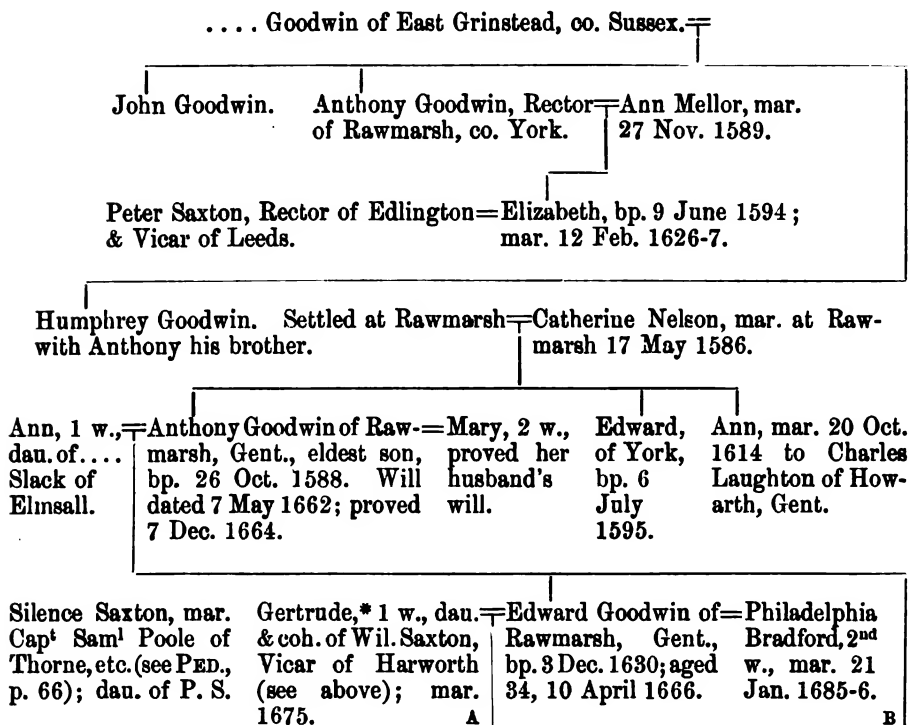 .... Goodwin of East Grinstead, co. Sussex.
John Goodwin.
Anthony Goodwin, Rector=Ann Mellor, mar.
of Rawmarsh, co. York. 27 Nov. 1589.
Peter Saxton, Rector of Edlington=Elizabeth, bp. 9 June 1594;
& Vicar of Leeds. mar. 12 Feb. 1626-7.
Humphrey Goodwin. Settled at Rawmarsh=Catherine Nelson, mar. at Raw-
with Anthony his brother. marsh 17 May 1586.
Ann, 1 w.,
dau. of....
Slack of
Elmsall.
=Anthony Goodwin of Raw-
marsh, Gent., eldest son,
bp. 26 Oct. 1588. Will
dated 7 May 1662; proved
7 Dec. 1664.
=Mary, 2 w.,
proved her
husband's
will.
Edward,
of York,
bp. 6
July
1595.
Ann, mar. 20 Oct.
1614 to Charles
Laughton of How-
arth, Gent.
Silence Saxton, mar.
Capt Saml Poole of
Thorne, etc. (see PED.,
p. 66); dau. of P. S.
Gertrude,* 1 w., dau.
& coh. of Wil. Saxton,
Vicar of Harworth
(see above); mar.
1675. A
=Edward Goodwin of
Rawmarsh, Gent.,
bp. 3 Dec. 1630; aged
34, 10 April 1666.
=Philadelphia
Bradford, 2nd
w., mar. 21
Jan. 1685-6.
B